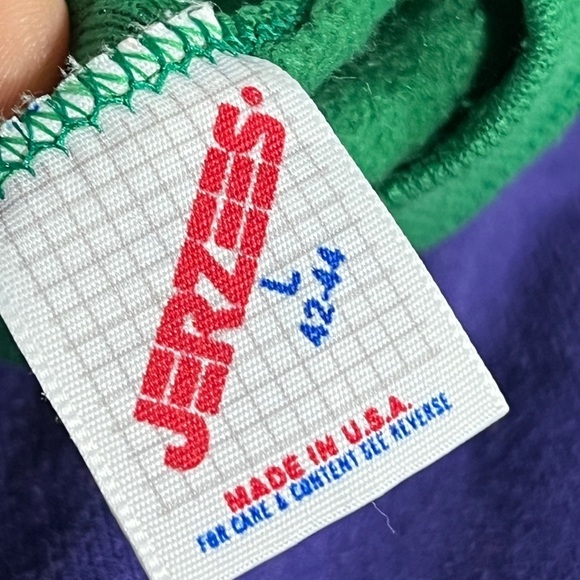 JERZEES.
L
42-44
MADE IN U.S.A.
FOR CARE & CONTENT SEE REVERSE